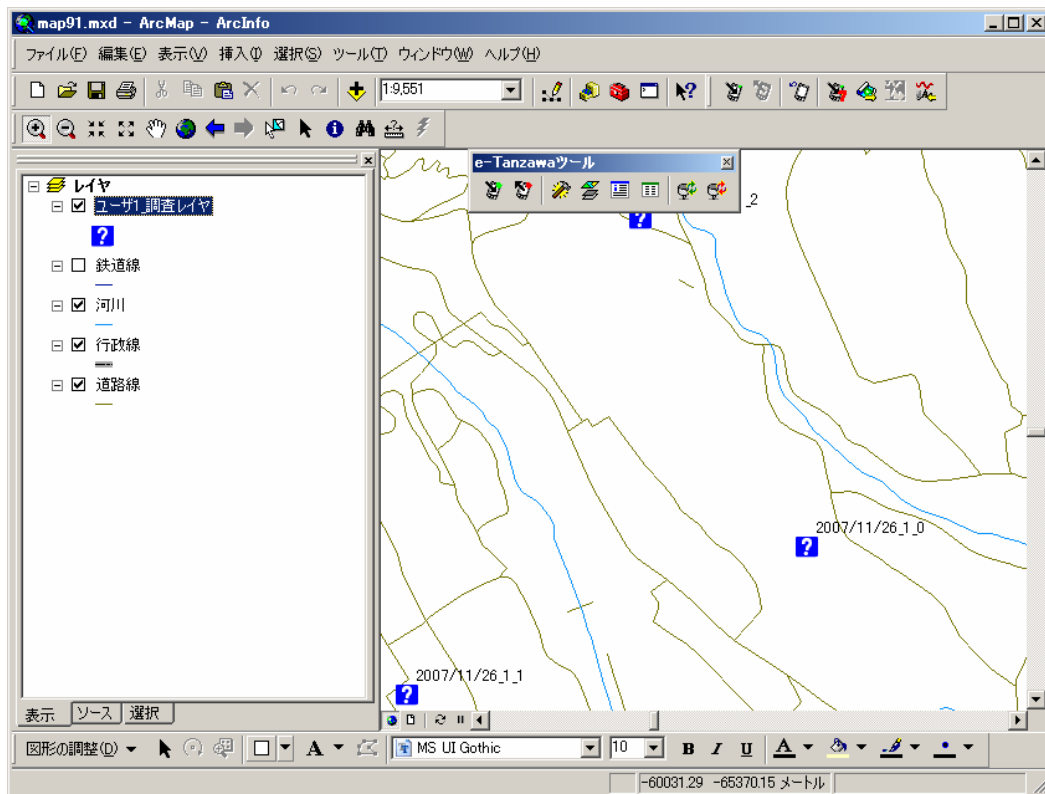 map91.mxd - ArcMap - ArcInfo
ファイル(F) 編集(E) 表示(V) 挿入(I) 選択(S) ツール(T) ウィンドウ(W) ヘルプ(H)
1:9,551
e-Tanzawaツール
レイヤ
ユーザ1_調査レイヤ
?
鉄道線
河川
行政線
道路線
_2
?
2007/11/26_1_0
?
2007/11/26_1_1
?
表示 ソース 選択
図形の調整(D) A MS UI Gothic 10 B I U A
-60031.29 -65370.15 メートル